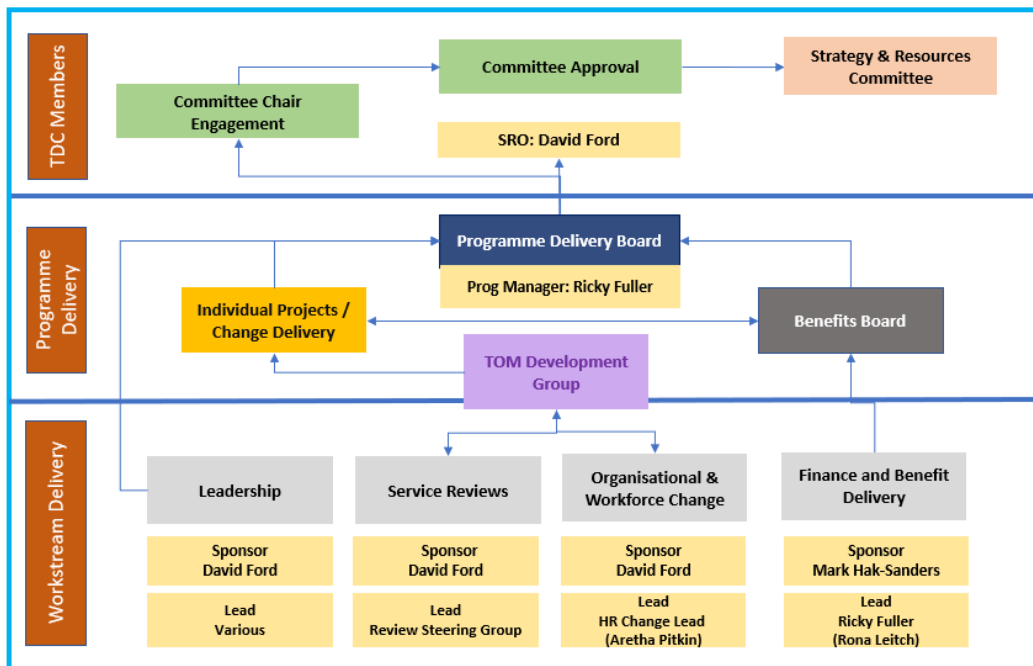 TDC Members
Committee Approval
Strategy & Resources
Committee
Committee Chair
Engagement
SRO: David Ford
Programme
Delivery
Programme Delivery Board
Prog Manager: Ricky Fuller
Individual Projects /
Change Delivery
Benefits Board
TOM Development
Group
Workstream Delivery
Leadership
Service Reviews
Organisational &
Workforce Change
Finance and Benefit
Delivery
Sponsor
David Ford
Sponsor
David Ford
Sponsor
David Ford
Sponsor
Mark Hak-Sanders
Lead
Various
Lead
Review Steering Group
Lead
HR Change Lead
(Aretha Pitkin)
Lead
Ricky Fuller
(Rona Leitch)